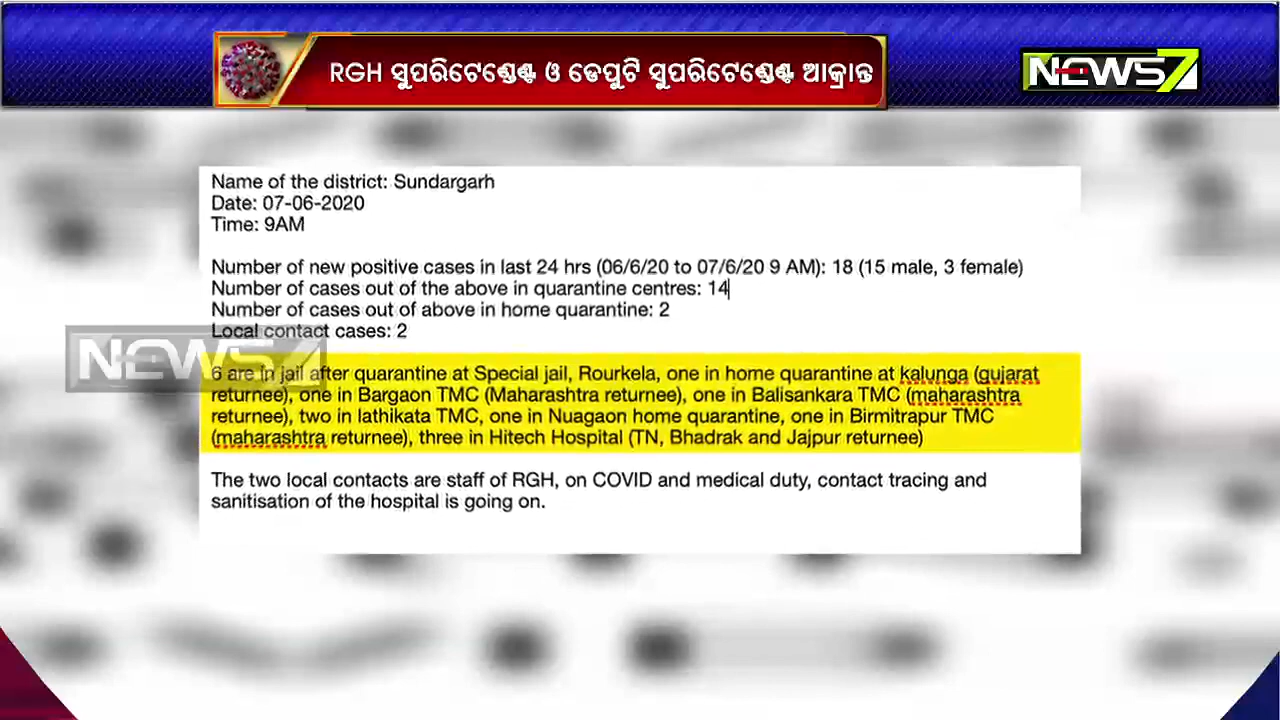 RGH ସୁପରିଟେଣ୍ଡେଣ୍ଟ ଓ ଡେପୁଟି ସୁପରିଟେଣ୍ଡେଣ୍ଟ ଆକ୍ରାନ୍ତ
NEWS7
Name of the district: Sundargarh
Date: 07-06-2020
Time: 9AM
Number of new positive cases in last 24 hrs (06/6/20 to 07/6/20 9 AM): 18 (15 male, 3 female)
Number of cases out of the above in quarantine centres: 14
Number of cases out of above in home quarantine: 2
Local contact cases: 2
NEWS7
6 are in jail after quarantine at Special jail, Rourkela, one in home quarantine at kalunga (gujarat
returnee), one in Bargaon TMC (Maharashtra returnee), one in Balisankara TMC (maharashtra
returnee), two in lathikata TMC, one in Nuagaon home quarantine, one in Birmitrapur TMC
(maharashtra returnee), three in Hitech Hospital (TN, Bhadrak and Jajpur returnee)
The two local contacts are staff of RGH, on COVID and medical duty, contact tracing and
sanitisation of the hospital is going on.